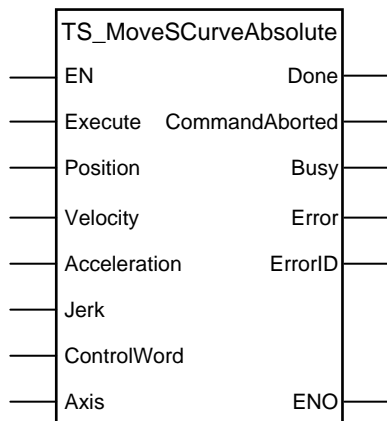 TS_MoveSCurveAbsolute
EN Done
Execute CommandAborted
Position Busy
Velocity Error
Acceleration ErrorID
Jerk
ControlWord
Axis ENO